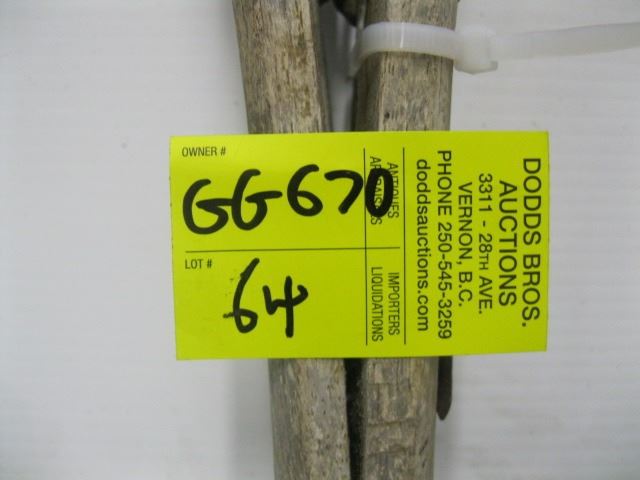 OWNER #
GG670
LOT #
64
ANTIQUES
APPRAISALS
IMPORTERS
LIQUIDATIONS
DODDS BROS.
AUCTIONS
3311 - 28TH AVE.
VERNON, B.C.
PHONE 250-545-3259
doddsauctions.com